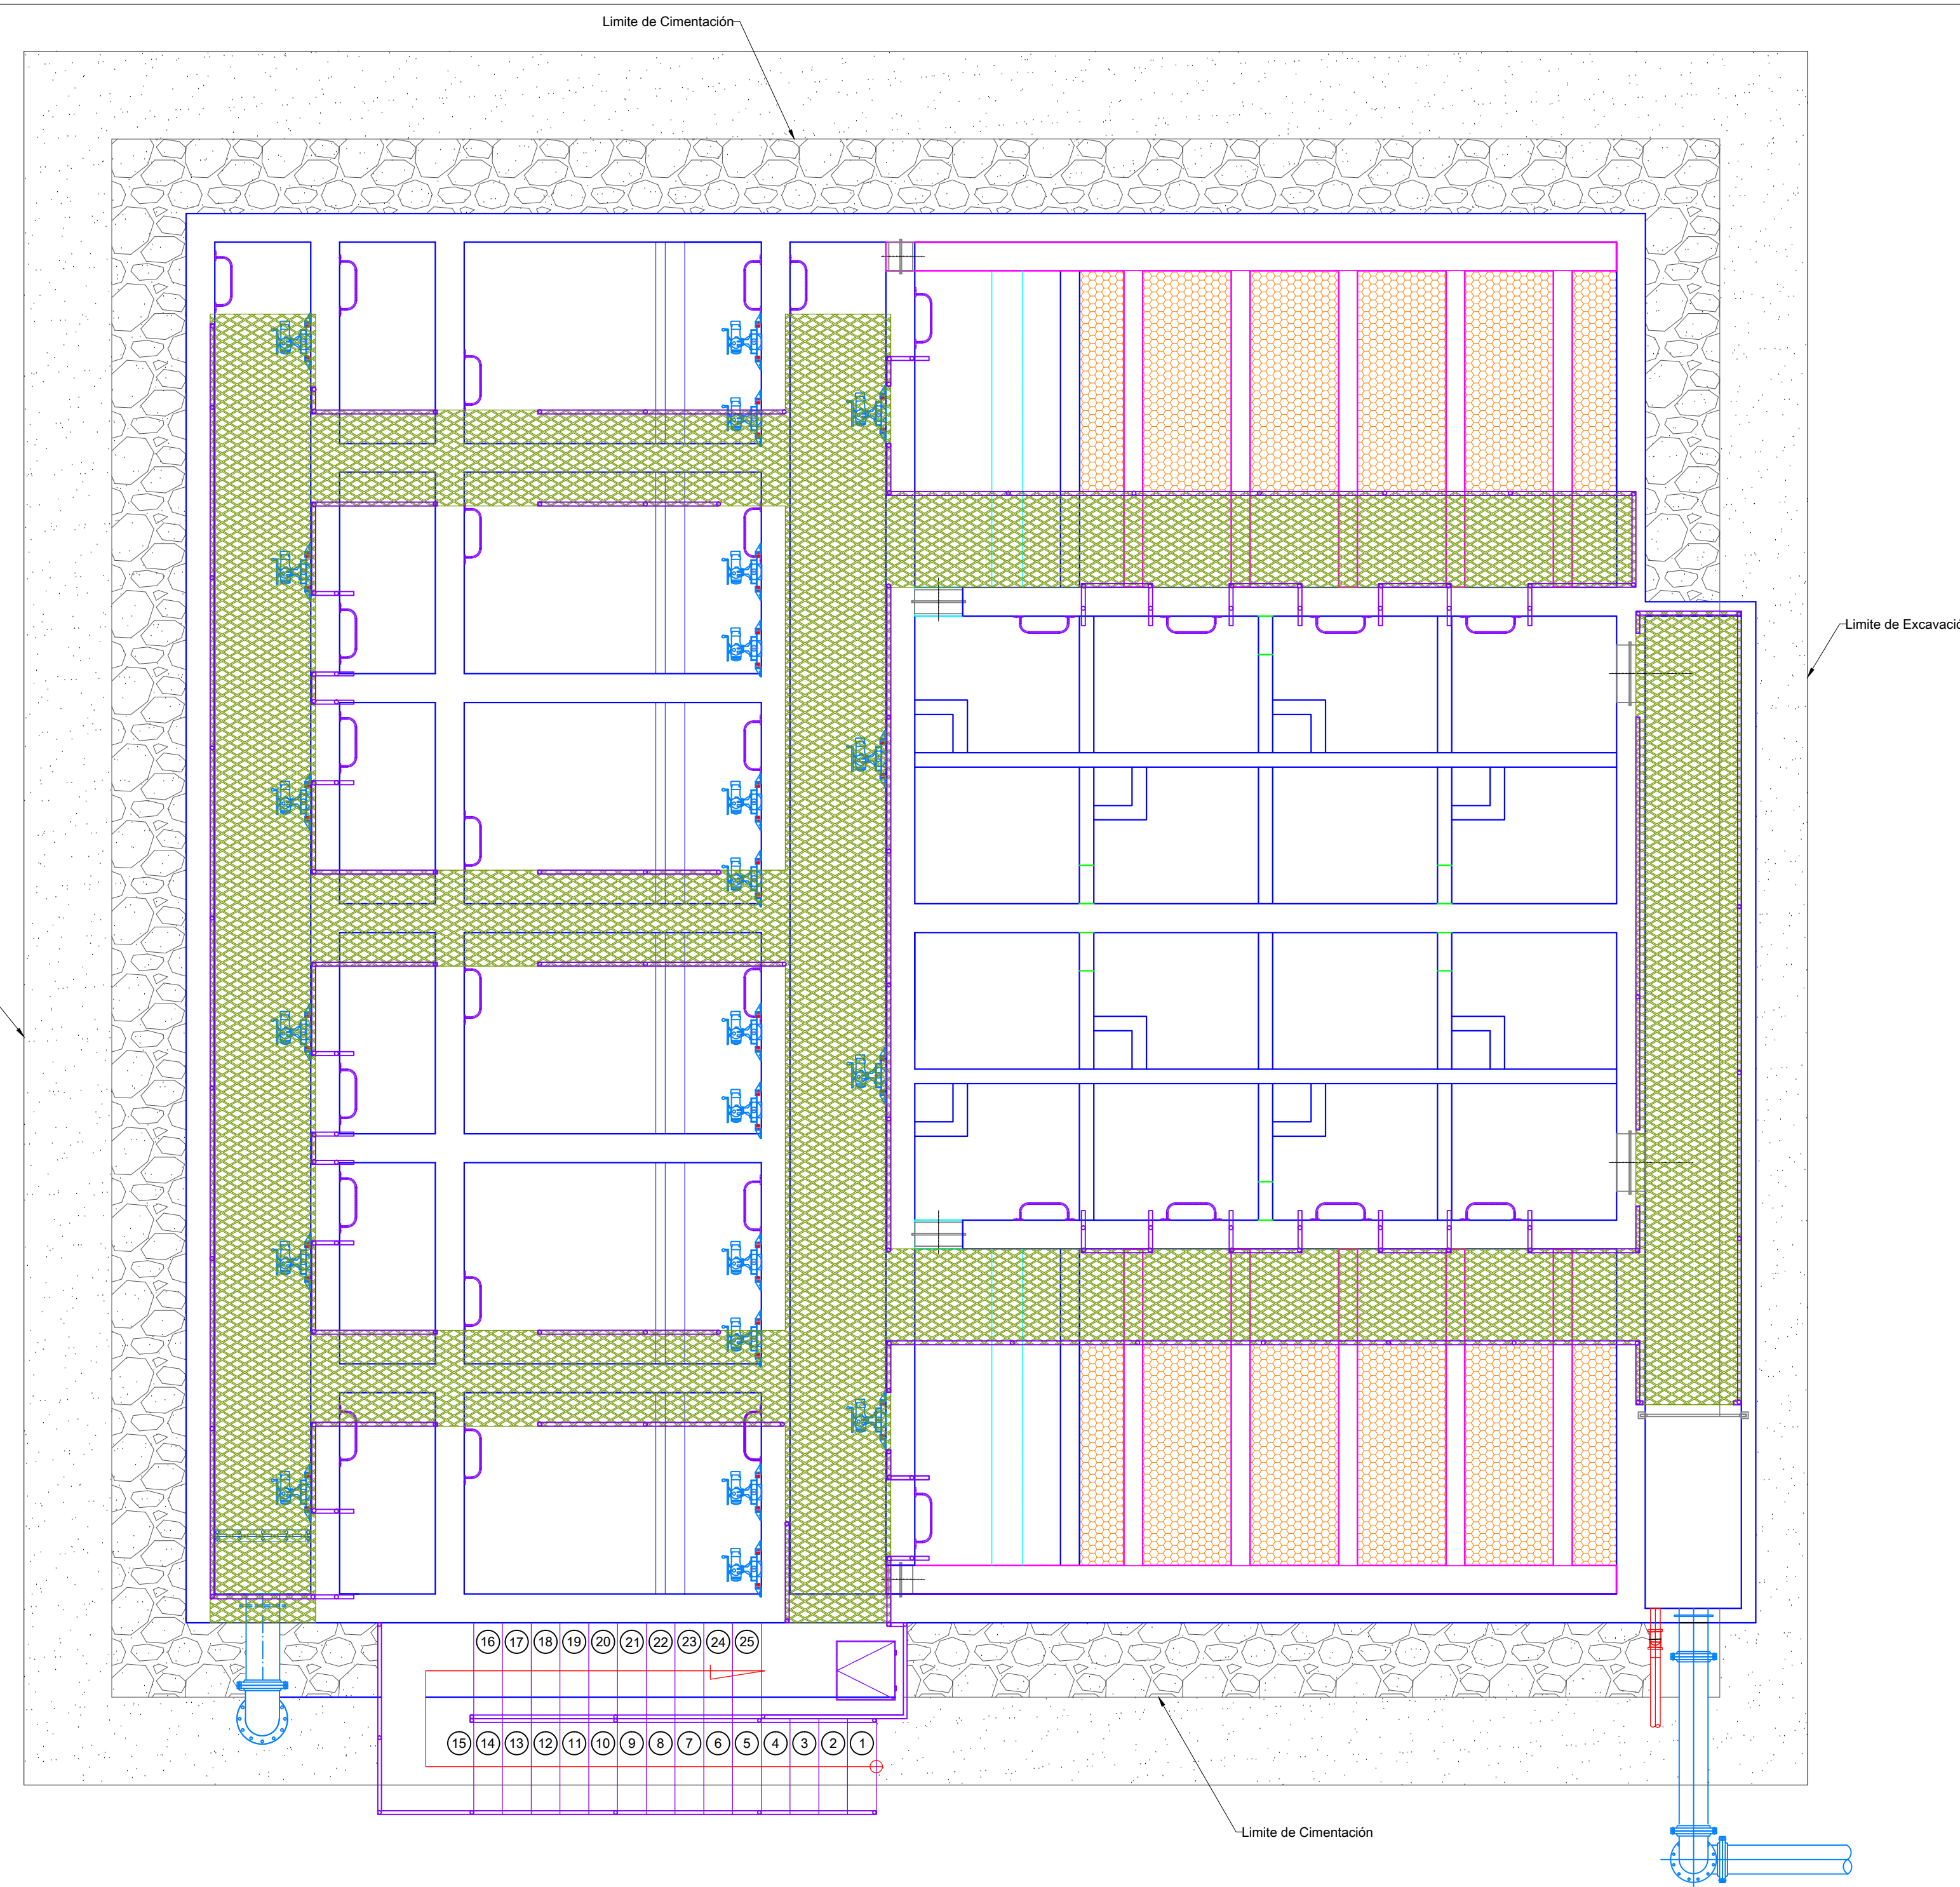 Limite de Cimentación
Limite de Excavació
16 17 18 19 20 21 22 23 24 25
15 14 13 12 11 10 9 8 7 6 5 4 3 2 1
Limite de Cimentación